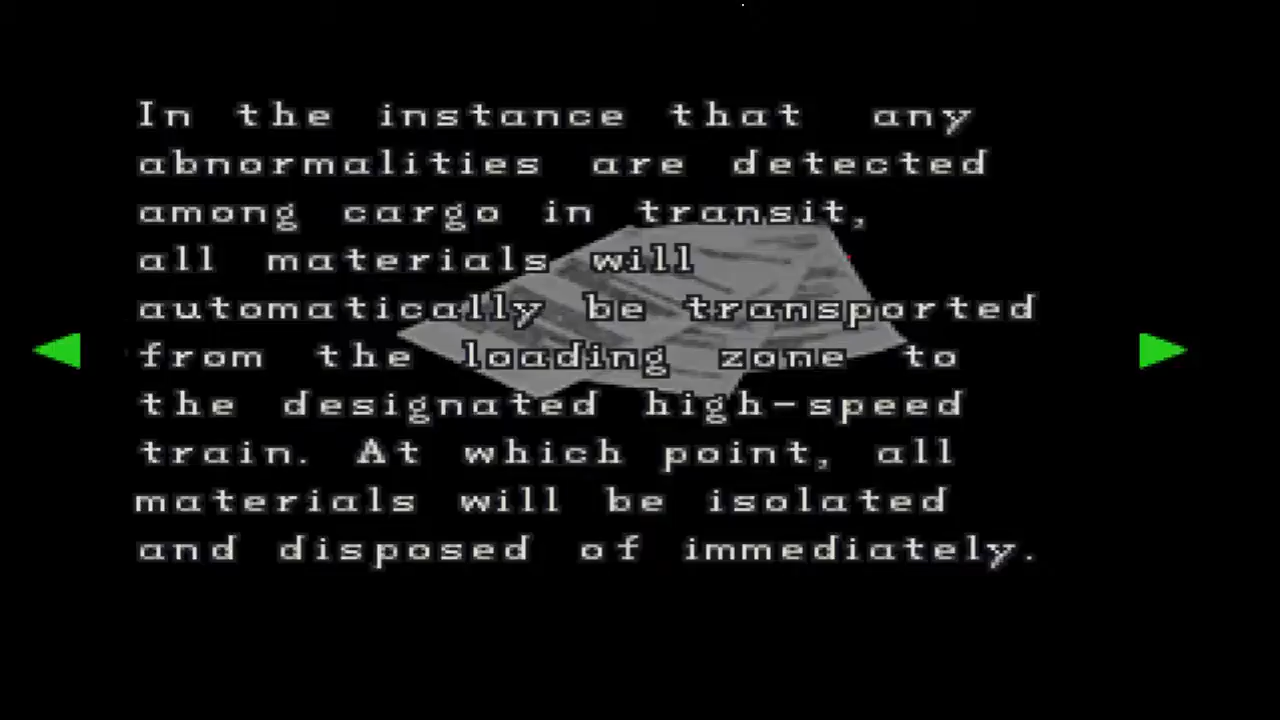 In the instance that any
abnormalities are detected
among cargo in transit,
all materials will
automatically be transported
from the loading zone to
the designated high-speed
train. At which point, all
materials will be isolated
and disposed of immediately.